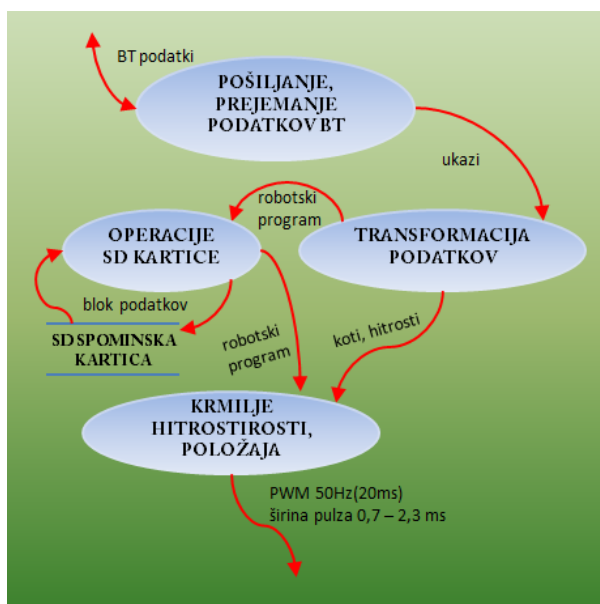 BT podatki
POŠILJANJE,
PREJEMANJE
PODATKOV BT
ukazi
robotski
program
OPERACIJE
SD KARTICE
TRANSFORMACIJA
PODATKOV
blok podatkov
SD SPOMINSKA
KARTICA
robotski
program
koti, hitrosti
KRMILJE
HITROSTIROSTI,
POLOŽAJA
PWM 50Hz(20ms)
širina pulza 0,7 – 2,3 ms